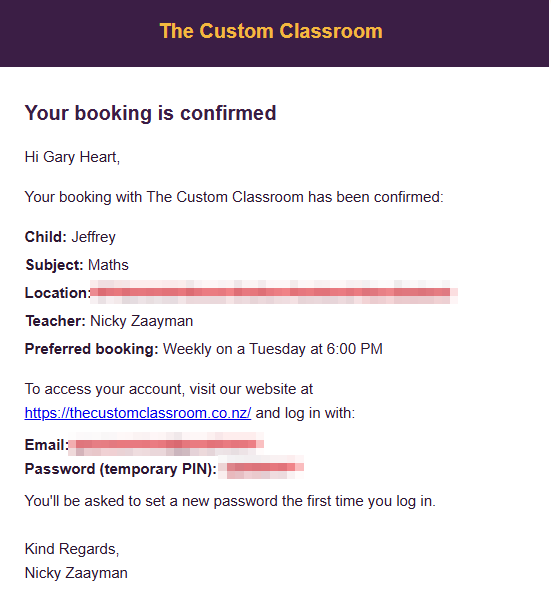 The Custom Classroom
Your booking is confirmed
Hi Gary Heart,
Your booking with The Custom Classroom has been confirmed:
Child: Jeffrey
Subject: Maths
Location:
Teacher: Nicky Zaayman
Preferred booking: Weekly on a Tuesday at 6:00 PM
To access your account, visit our website at
https://thecustomclassroom.co.nz/ and log in with:
Email:
Password (temporary PIN):
You'll be asked to set a new password the first time you log in.
Kind Regards,
Nicky Zaayman